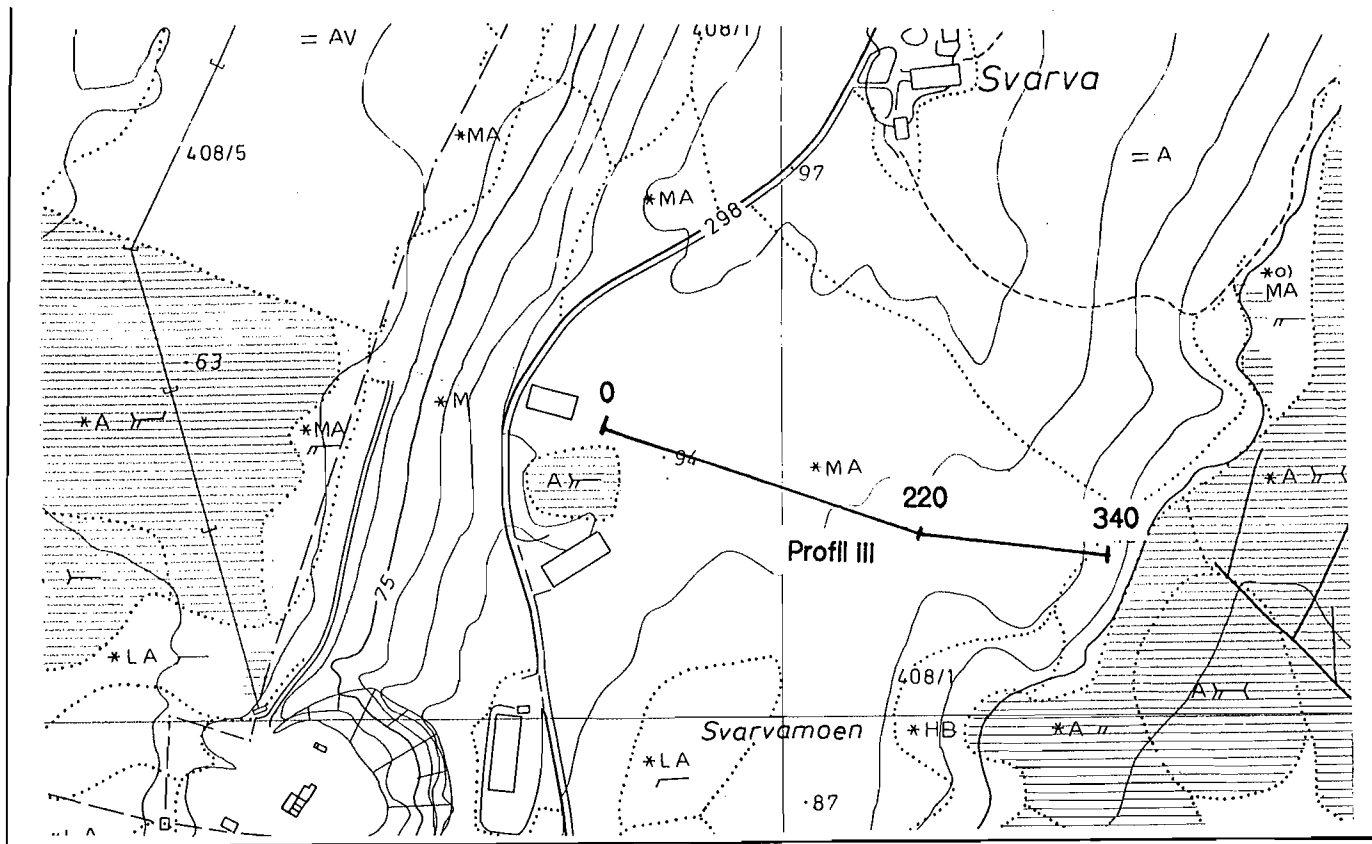 = AV
408/1
Svarva
*MA
408/5
= A
97
*MA
298
*o)
MA
63
0
*M
*A
*MA
94
*MA
A
*A
220
340
Profil III
75
*LA
408/1
A
Svarvamoen
*HB
*A
*LA
87
*LA